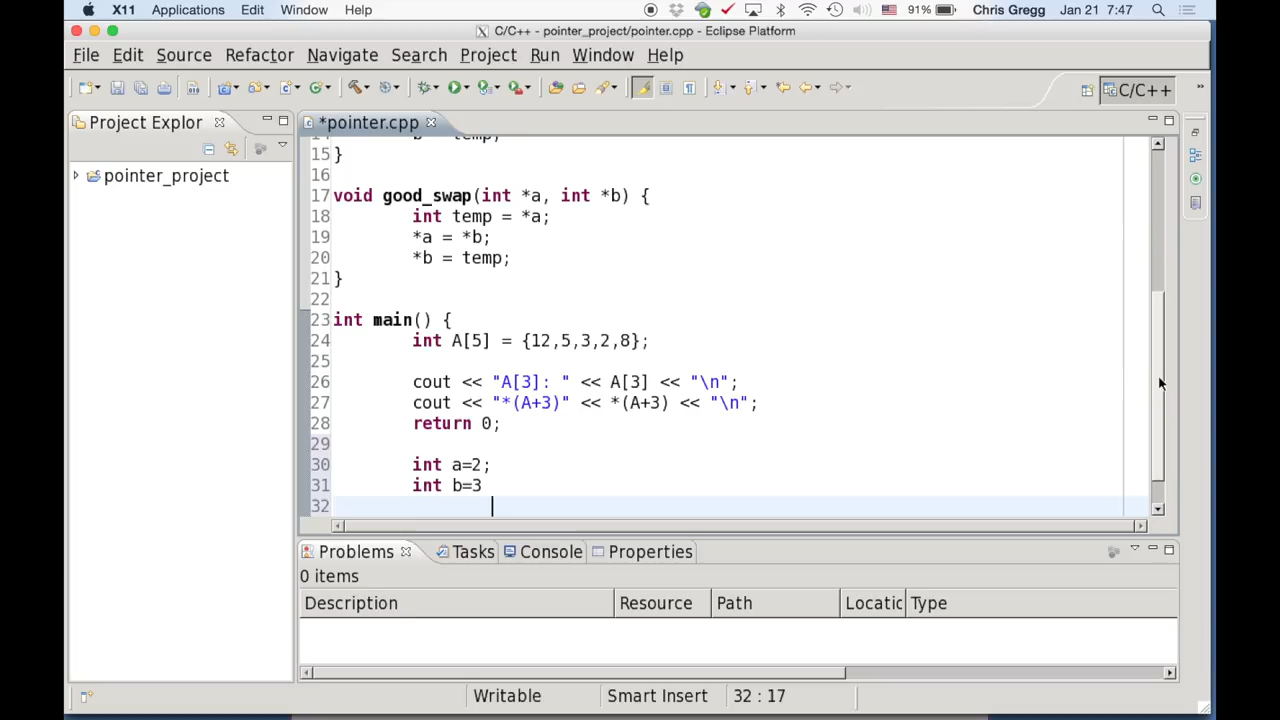 X11 Applications Edit Window Help 91% Chris Gregg Jan 21 7:47
C/C++ - pointer_project/pointer.cpp - Eclipse Platform
File Edit Source Refactor Navigate Search Project Run Window Help
C/C++
Project Explor
*pointer.cpp
pointer_project
b = temp;
15 }
16
17 void good_swap(int *a, int *b) {
18 int temp = *a;
19 *a = *b;
20 *b = temp;
21 }
22
23 int main() {
24 int A[5] = {12,5,3,2,8};
25
26 cout << "A[3]: " << A[3] << "\n";
27 cout << "*(A+3)" << *(A+3) << "\n";
28 return 0;
29
30 int a=2;
31 int b=3
32
Problems Tasks Console Properties
0 items
Description Resource Path Locatic Type
Writable Smart Insert 32 : 17